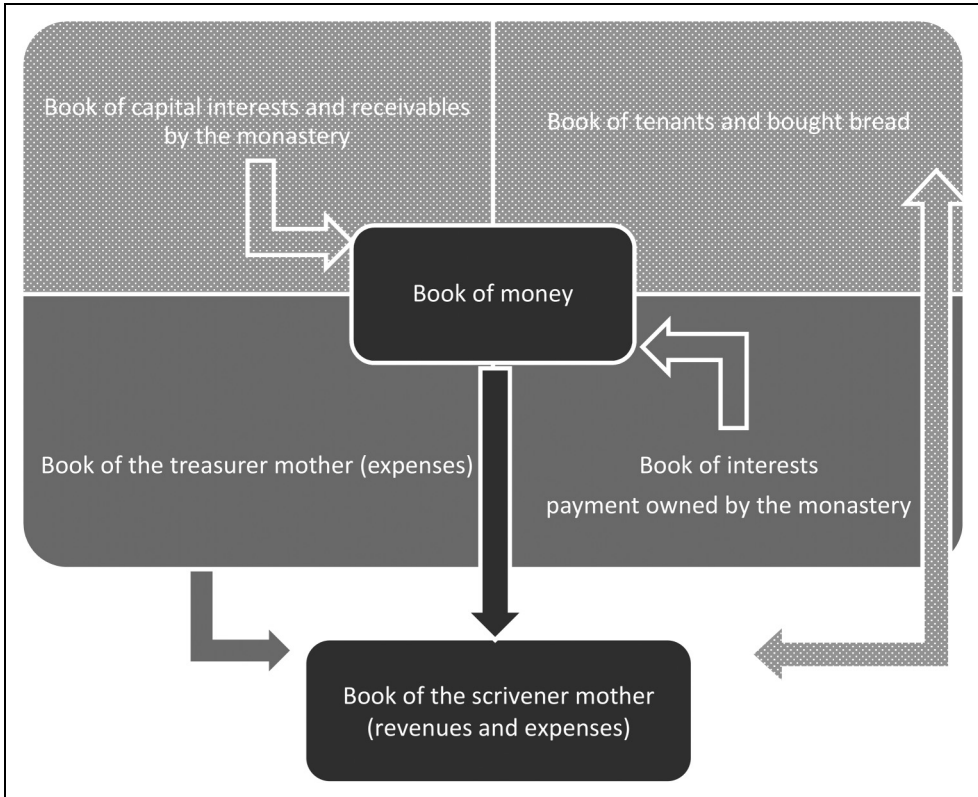 Book of capital interests and receivables
by the monastery
Book of tenants and bought bread
Book of money
Book of the treasurer mother (expenses)
Book of interests
payment owned by the monastery
Book of the scrivener mother
(revenues and expenses)